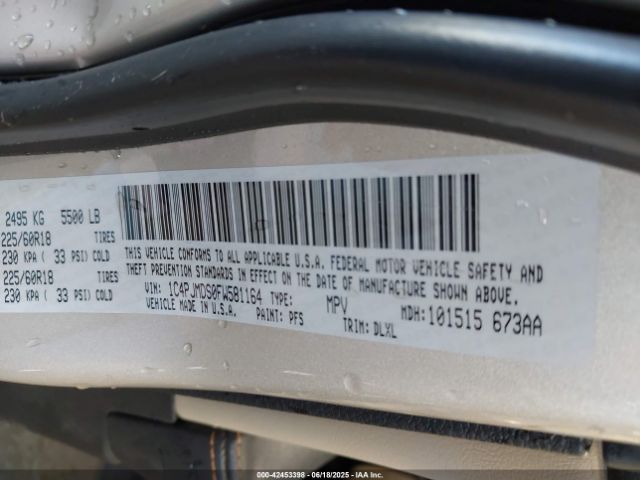 2495 KG 5500 LB
225/60R18 TIRES
230 KPA ( 33 PSI) COLD
225/60R18 TIRES
230 KPA ( 33 PSI) COLD
THIS VEHICLE CONFORMS TO ALL APPLICABLE U.S.A. FEDERAL MOTOR VEHICLE SAFETY AND
THEFT PREVENTION STANDARDS IN EFFECT ON THE DATE OF MANUFACTURE SHOWN ABOVE.
VIN: 1C4PJMDS0FW581164 TYPE: MPV MDH:101515 673AA
VEHICLE MADE IN U.S.A. PAINT: PFS TRIM: DLXL
000-42453398 - 06/18/2025 - IAAI.COM